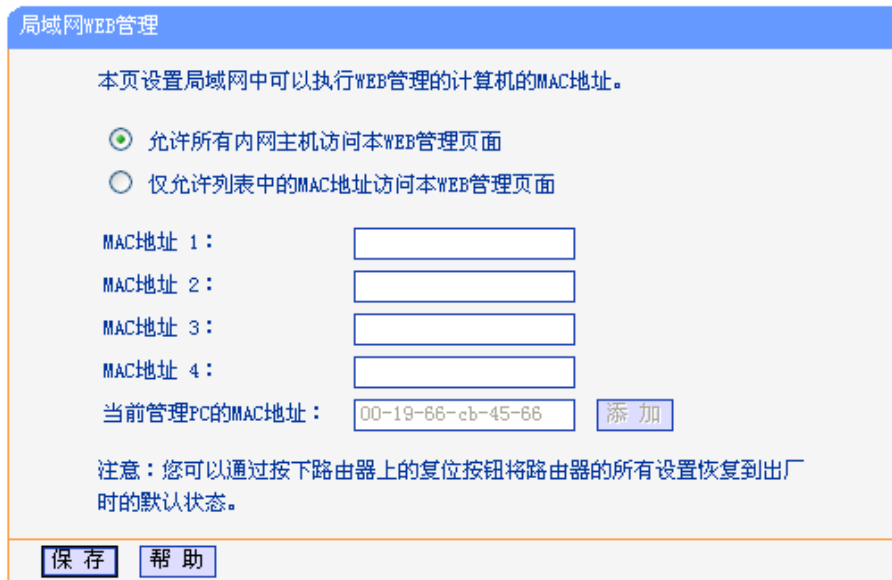 局域网WEB管理
本页设置局域网中可以执行WEB管理的计算机的MAC地址。
允许所有内网主机访问本WEB管理页面
仅允许列表中的MAC地址访问本WEB管理页面
MAC地址 1：
MAC地址 2：
MAC地址 3：
MAC地址 4：
当前管理PC的MAC地址： 00-19-66-cb-45-66 添 加
注意：您可以通过按下路由器上的复位按钮将路由器的所有设置恢复到出厂
时的默认状态。
保 存 帮 助